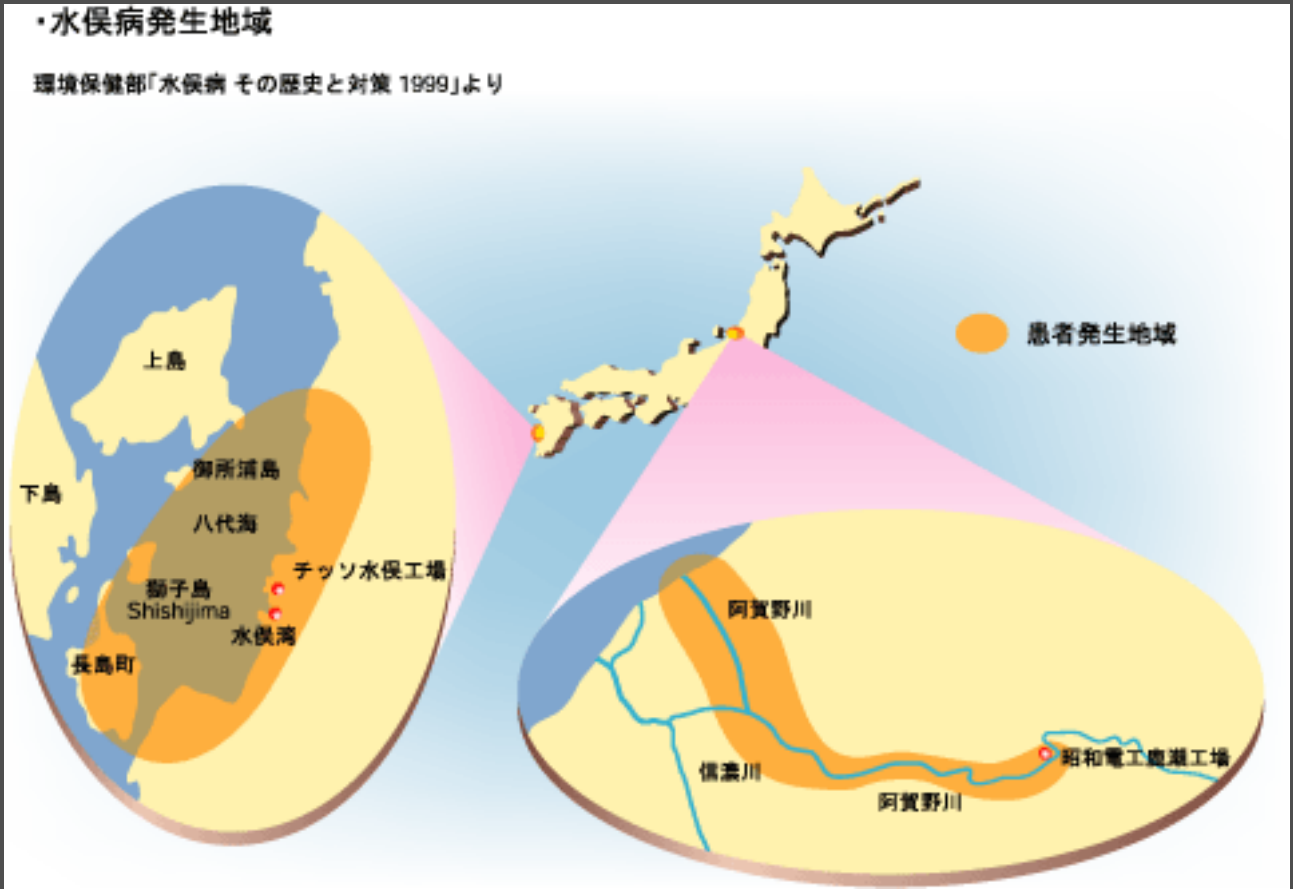 ・水俣病発生地域
環境保健部「水俣病 その歴史と対策 1999」より
患者発生地域
上島
下島
御所浦島
八代海
チッソ水俣工場
獅子島
Shishijima
水俣湾
長島町
阿賀野川
信濃川
阿賀野川
昭和電工鹿瀬工場